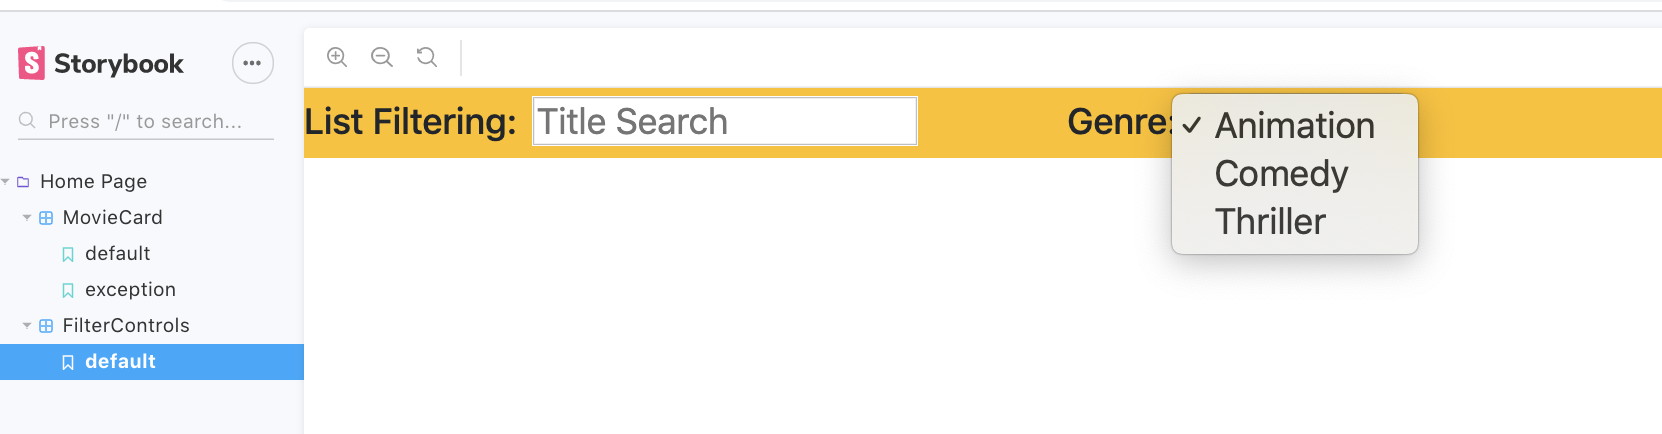 Storybook
Press "/" to search...
Home Page
MovieCard
default
exception
FilterControls
default
List Filtering: Title Search Genre:
✓ Animation
Comedy
Thriller